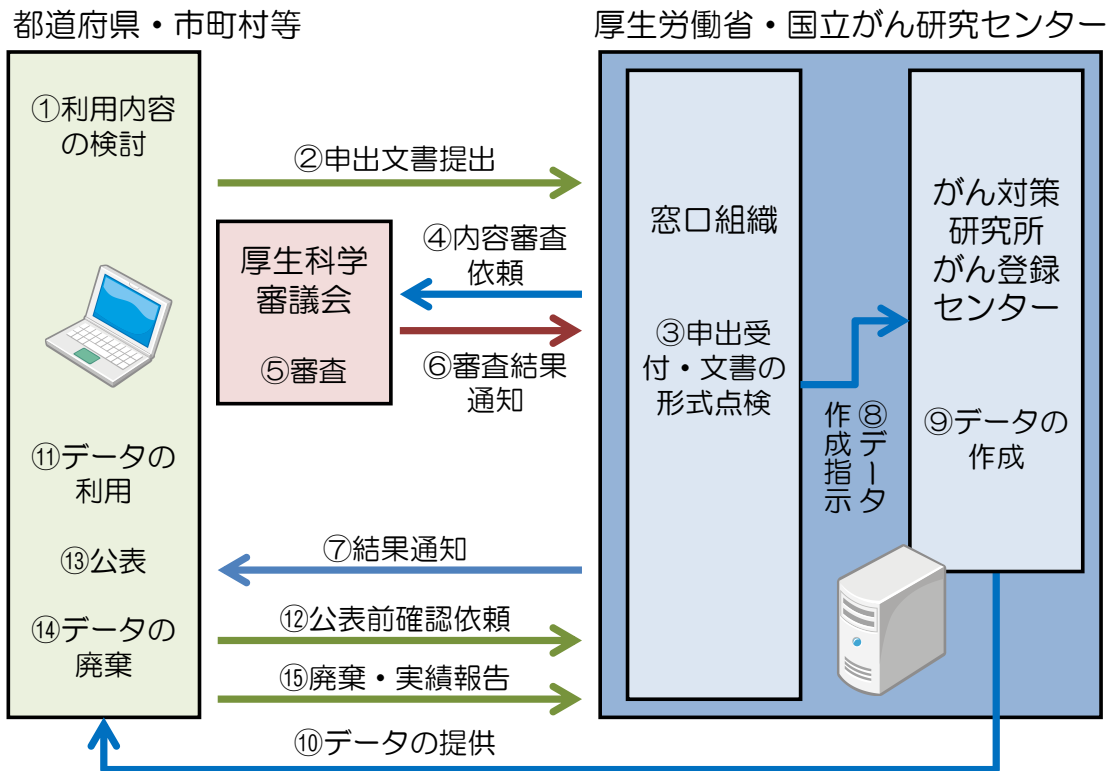 都道府県・市町村等
厚生労働省・国立がん研究センター
①利用内容
の検討
②申出文書提出
厚生科学
審議会
⑤審査
④内容審査
依頼
⑥審査結果
通知
窓口組織
③申出受
付・文書の
形式点検
がん対策
研究所
がん登録
センター
⑧データ
作成指示
⑨データの
作成
⑪データの
利用
⑬公表
⑭データの
廃棄
⑦結果通知
⑫公表前確認依頼
⑮廃棄・実績報告
⑩データの提供